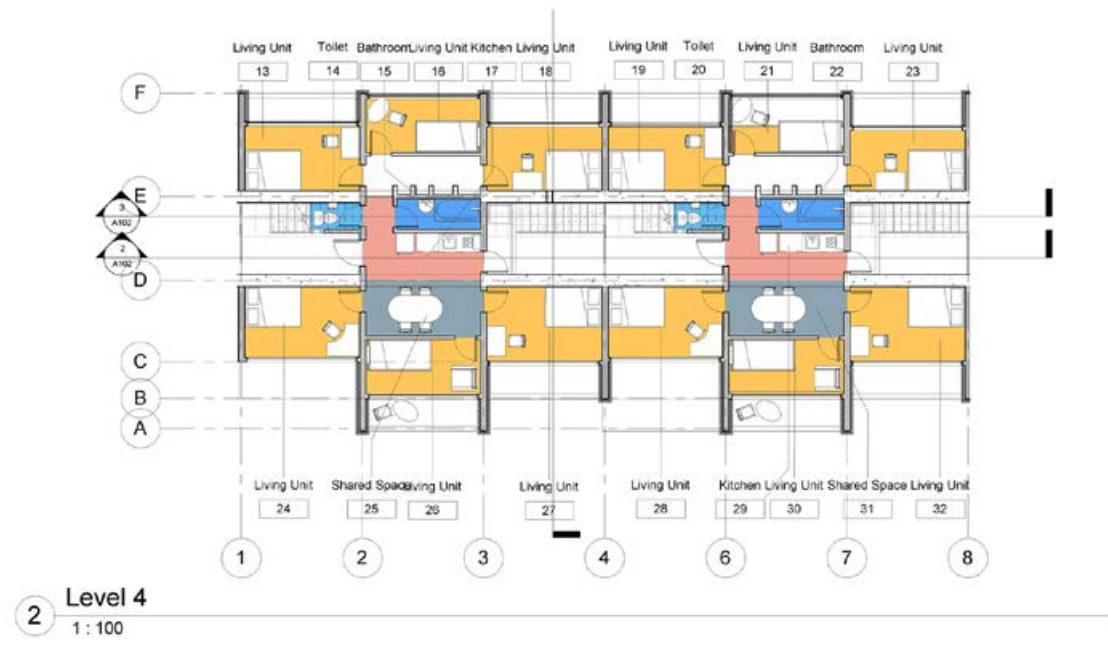 Living Unit Toilet Bathroom Living Unit Kitchen Living Unit Living Unit Toilet Living Unit Bathroom Living Unit
13 14 15 16 17 18 19 20 21 22 23
F
E
3
A102
2
A102
D
C
B
A
Living Unit Shared Space Living Unit Living Unit Living Unit Kitchen Living Unit Shared Space Living Unit
24 25 26 27 28 29 30 31 32
1 2 3 4 6 7 8
Level 4
2
1 : 100